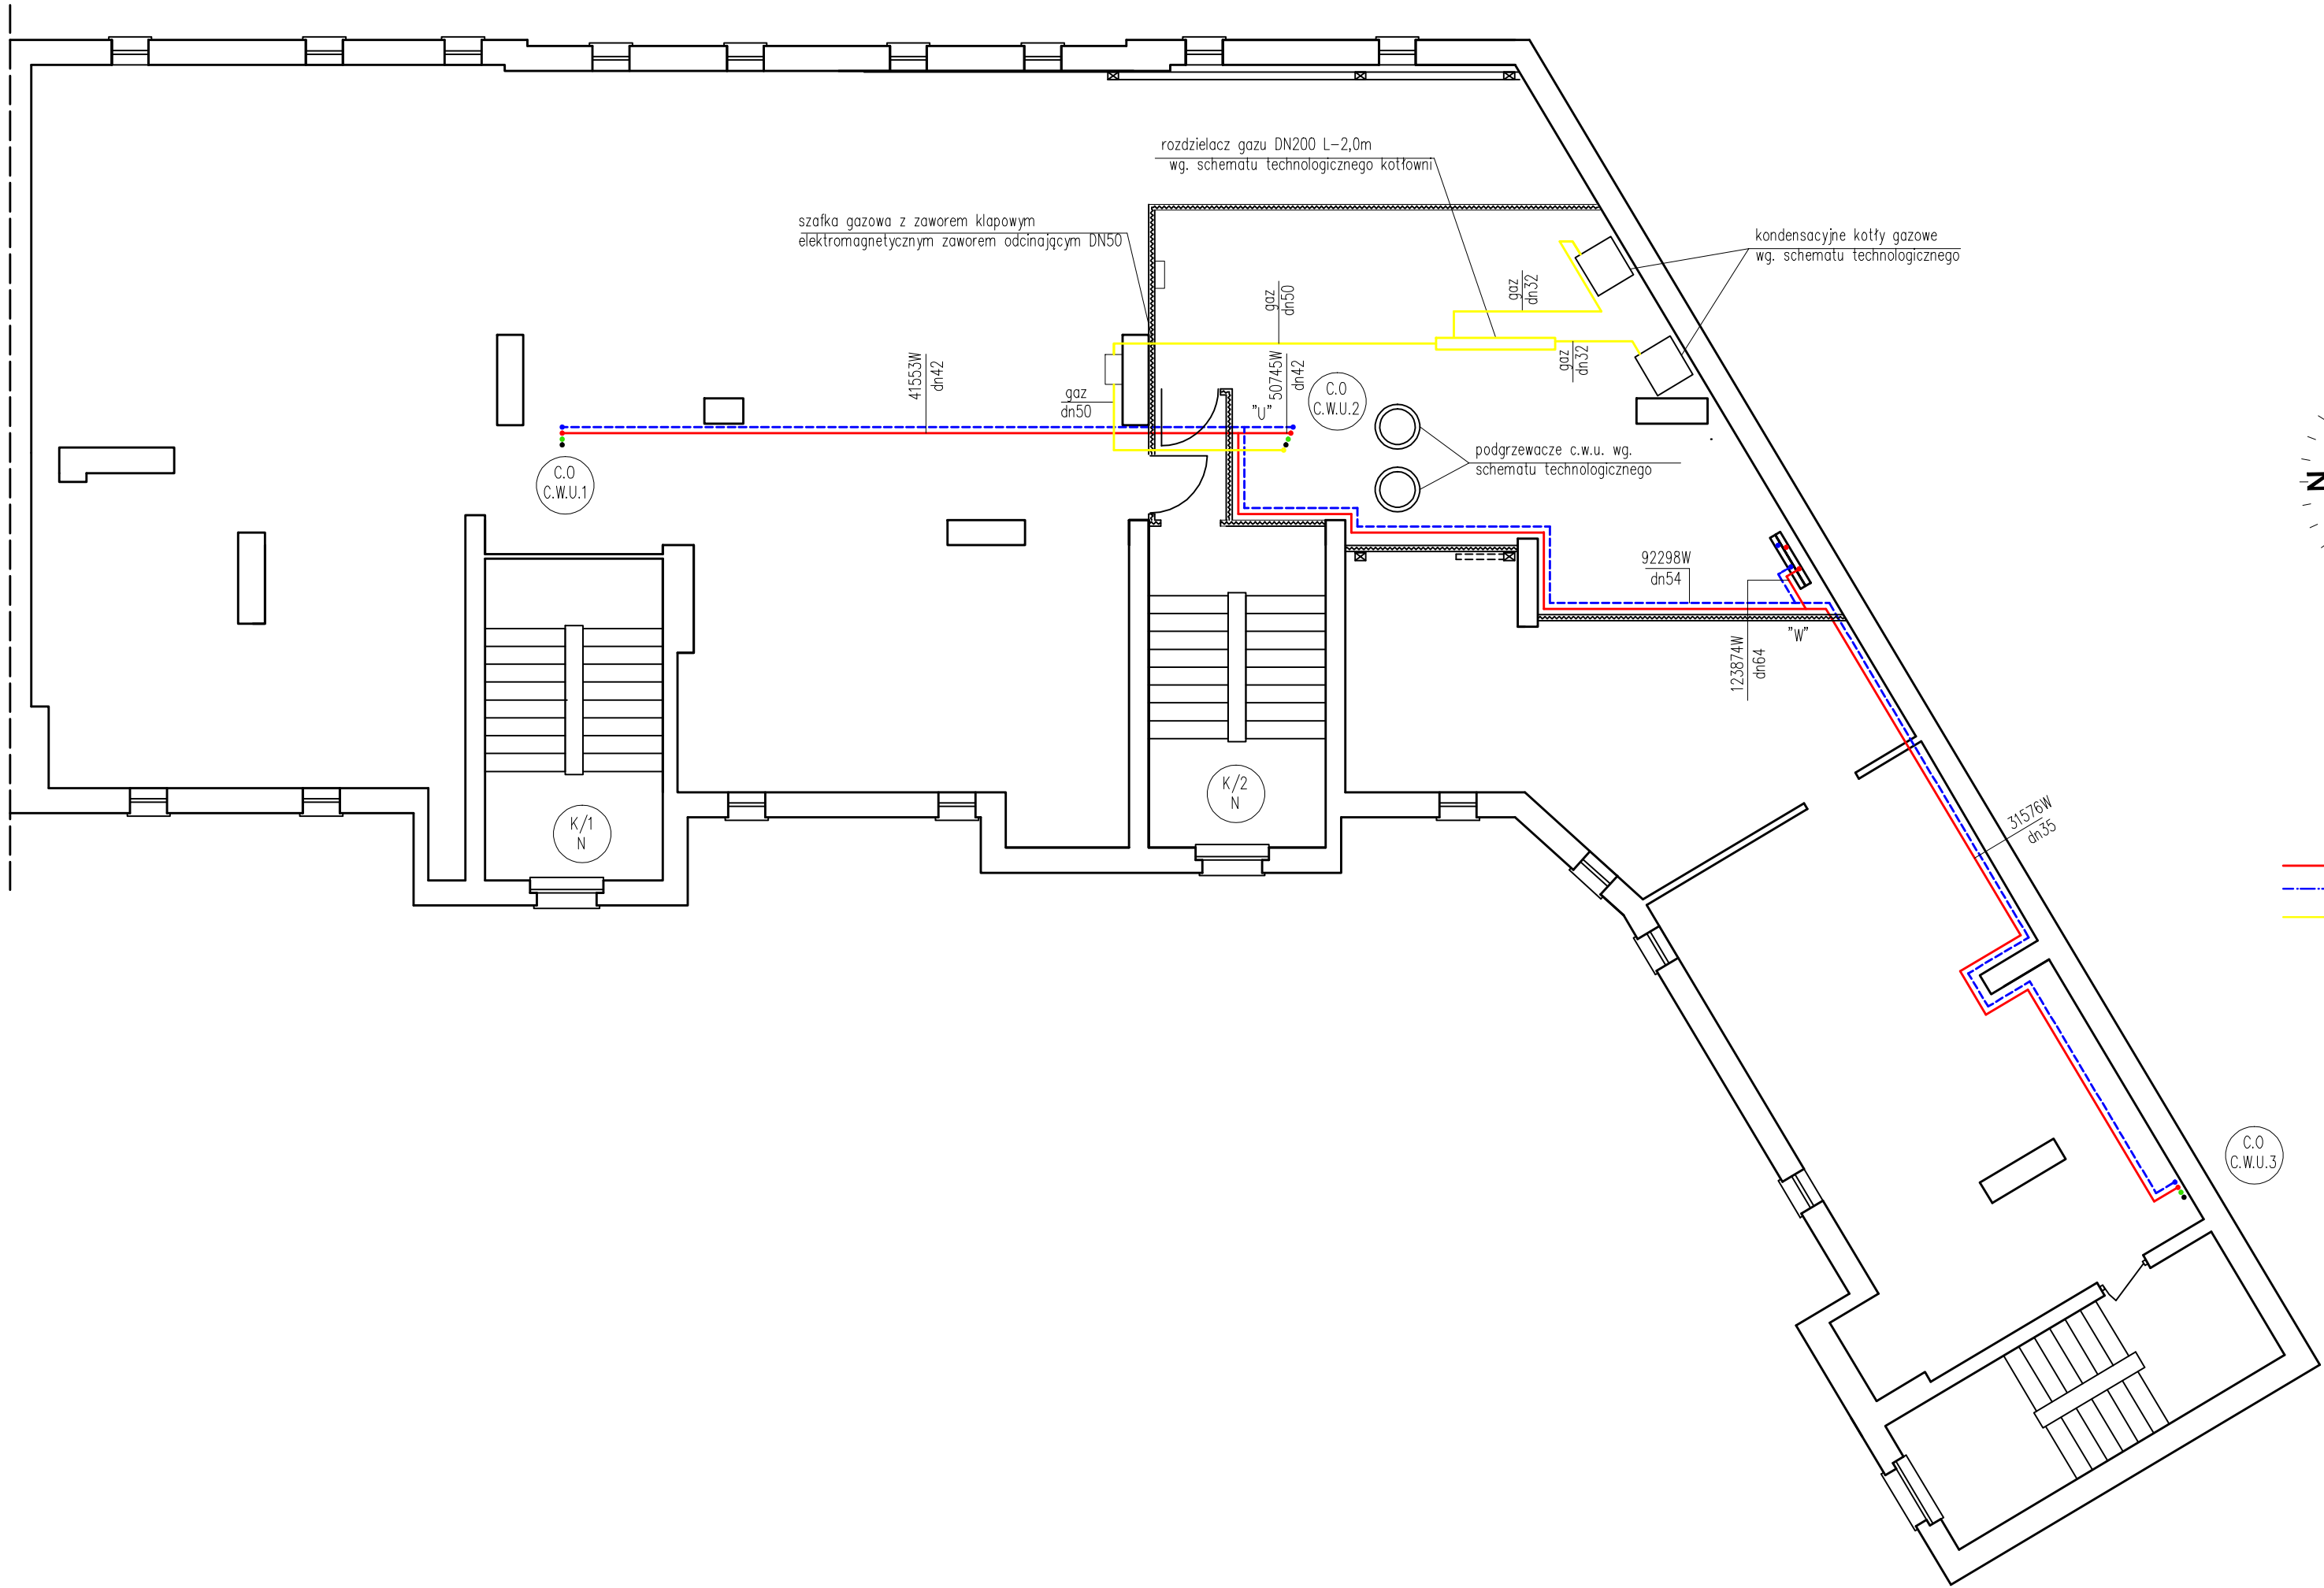 rozdzielacz gazu DN200 L-2,0m
wg. schematu technologicznego kotłowni
szafka gazowa z zaworem klapowym
elektromagnetycznym zaworem odcinającym DN50
kondensacyjne kotły gazowe
wg. schematu technologicznego
gaz
dn50
gaz
dn32
41553W
dn42
50745W
dn42
gaz
dn32
gaz
dn50
"U"
C.O
C.W.U.2
podgrzewacze c.w.u. wg.
schematu technologicznego
C.O
C.W.U.1
N
92298W
dn54
123874W
dn64
"W"
K/1
N
K/2
N
31576W
dn35
C.O
C.W.U.3